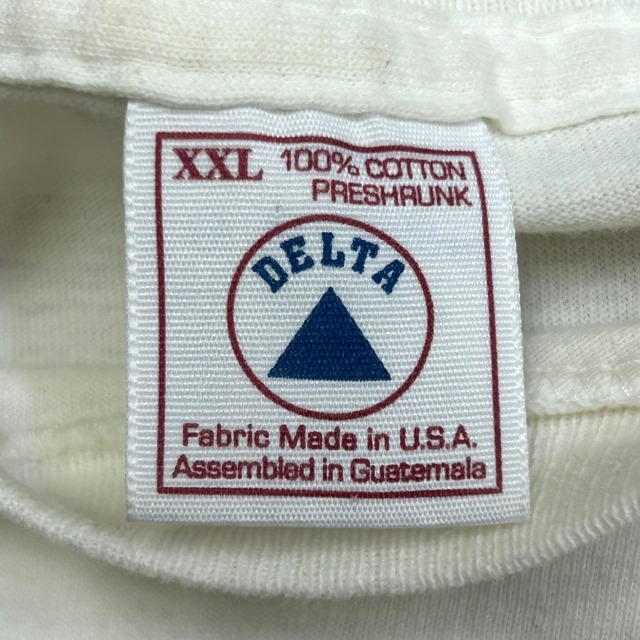 XXL 100% COTTON
PRESHRUNK
DELTA
Fabric Made in U.S.A.
Assembled in Guatemala